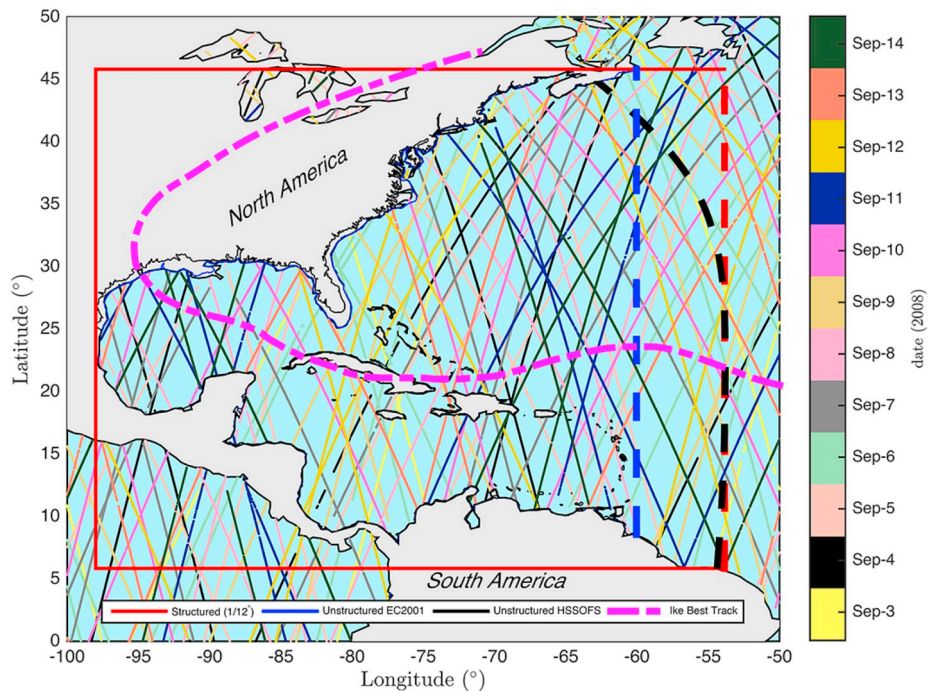 50
45
40
35
30
25
20
15
10
5
0
Latitude (°)
North America
South America
Structured (1/12°)
Unstructured EC2001
Unstructured HSSOFS
Ike Best Track
-100
-95
-90
-85
-80
-75
-70
-65
-60
-55
-50
Longitude (°)
Sep-14
Sep-13
Sep-12
Sep-11
Sep-10
Sep-9
Sep-8
Sep-7
Sep-6
Sep-5
Sep-4
Sep-3
date (2008)